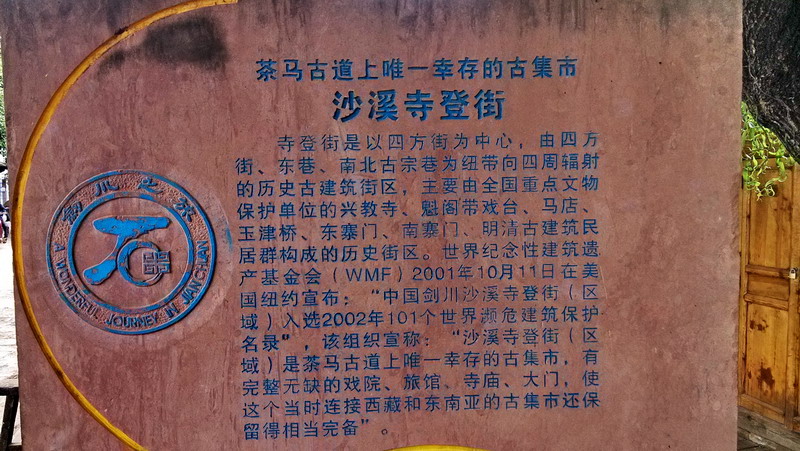 茶马古道上唯一幸存的古集市
沙溪寺登街
寺登街是以四方街为中心，由四方
街、东巷、南北古宗巷为纽带向四周辐射
的历史古建筑街区，主要由全国重点文物
保护单位的兴教寺、魁阁带戏台、马店、
玉津桥、东寨门、南寨门、明清古建筑民
居群构成的历史街区。世界纪念性建筑遗
产基金会（WMF）2001年10月11日在美
国纽约宣布：“中国剑川沙溪寺登街（区
域）入选2002年101个世界濒危建筑保护
名录”，该组织宣称：“沙溪寺登街（区
域）是茶马古道上唯一幸存的古集市，有
完整无缺的戏院、旅馆、寺庙、大门，使
这个当时连接西藏和东南亚的古集市还保
留得相当完备”。
剑川之旅
A WONDERFUL JOURNEY IN JIANCHUAN